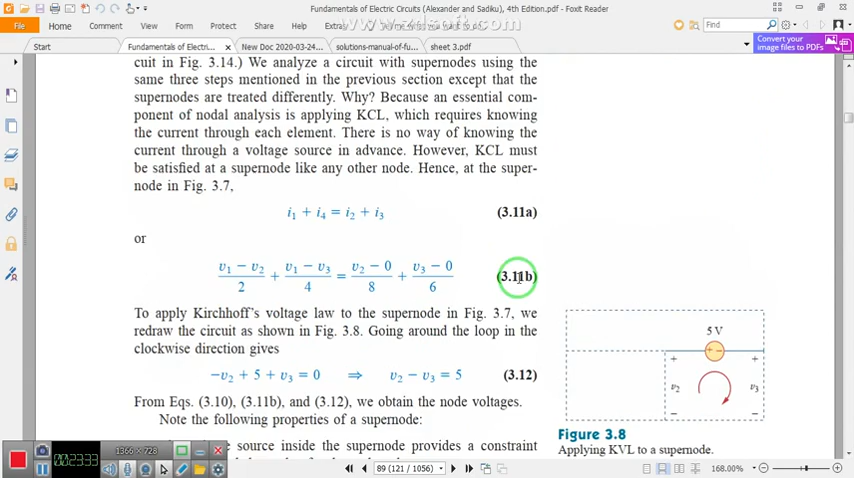 Fundamentals of Electric Circuits (Alexander and Sadiku), 4th Edition.pdf - Foxit Reader
www.zdsoft.com
File Home Comment View Form Protect Share Connect Help Extras Find
Start Fundamentals of Electri... × New Doc 2020-03-24... solutions-manual-of-fu... sheet 3.pdf
Convert your
image files to PDFs
cuit in Fig. 3.14.) We analyze a circuit with supernodes using the
same three steps mentioned in the previous section except that the
supernodes are treated differently. Why? Because an essential com-
ponent of nodal analysis is applying KCL, which requires knowing
the current through each element. There is no way of knowing the
current through a voltage source in advance. However, KCL must
be satisfied at a supernode like any other node. Hence, at the super-
node in Fig. 3.7,
i₁ + i₄ = i₂ + i₃ (3.11a)
or
(v₁ − v₂)/2 + (v₁ − v₃)/4 = (v₂ − 0)/8 + (v₃ − 0)/6 (3.11b)
To apply Kirchhoff's voltage law to the supernode in Fig. 3.7, we
redraw the circuit as shown in Fig. 3.8. Going around the loop in the
clockwise direction gives
−v₂ + 5 + v₃ = 0 ⇒ v₂ − v₃ = 5 (3.12)
From Eqs. (3.10), (3.11b), and (3.12), we obtain the node voltages.
Note the following properties of a supernode:
source inside the supernode provides a constraint
5 V
+ − 
+ +
v₂ v₃
− −
Figure 3.8
Applying KVL to a supernode.
1366 x 728
00:23:33
89 (121 / 1056)
168.00%